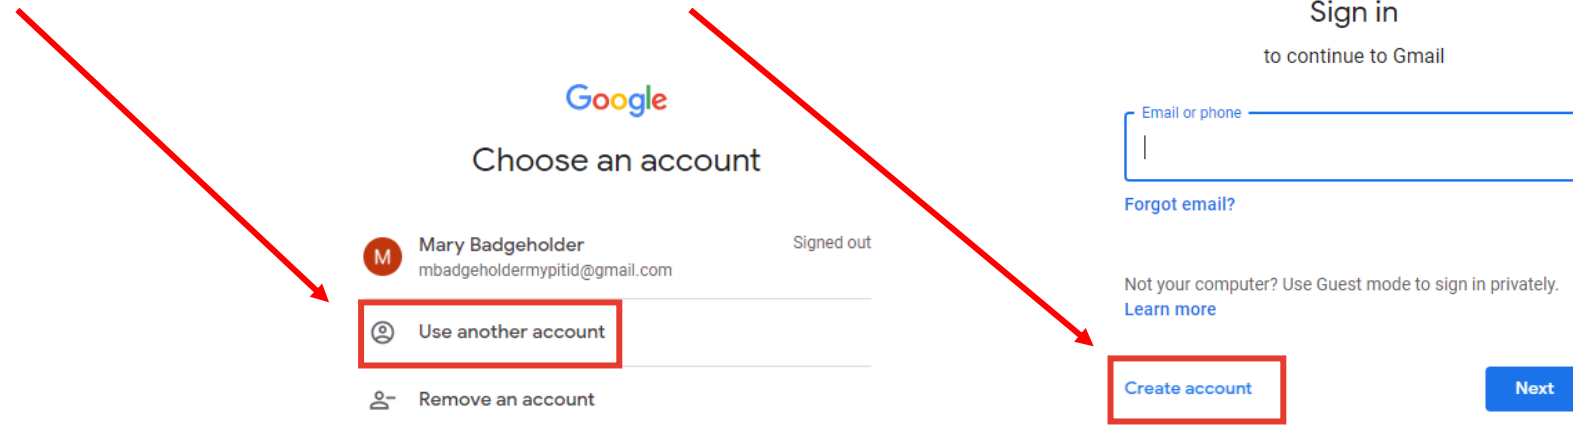 Google
Choose an account
M
Mary Badgeholder
Signed out
mbadgeholdermypitid@gmail.com
Use another account
Remove an account
Sign in
to continue to Gmail
Email or phone
Forgot email?
Not your computer? Use Guest mode to sign in privately.
Learn more
Create account
Next